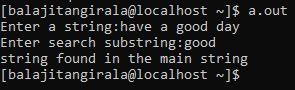 [balajitangirala@localhost ~]$ a.out
Enter a string:have a good day
Enter search substring:good
string found in the main string
[balajitangirala@localhost ~]$